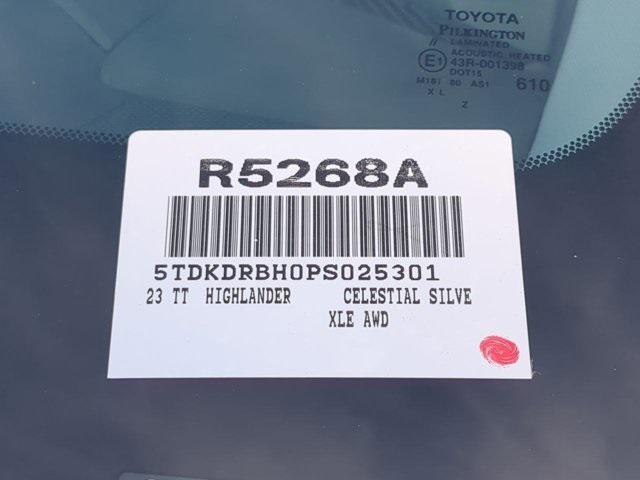 TOYOTA
PILKINGTON
LAMINATED
ACOUSTIC HEATED
E1 43R-001398
DOT15
M181 80 AS1 610
X L
Z
R5268A
5TDKDRBH0PS025301
23 TT HIGHLANDER CELESTIAL SILVE
XLE AWD